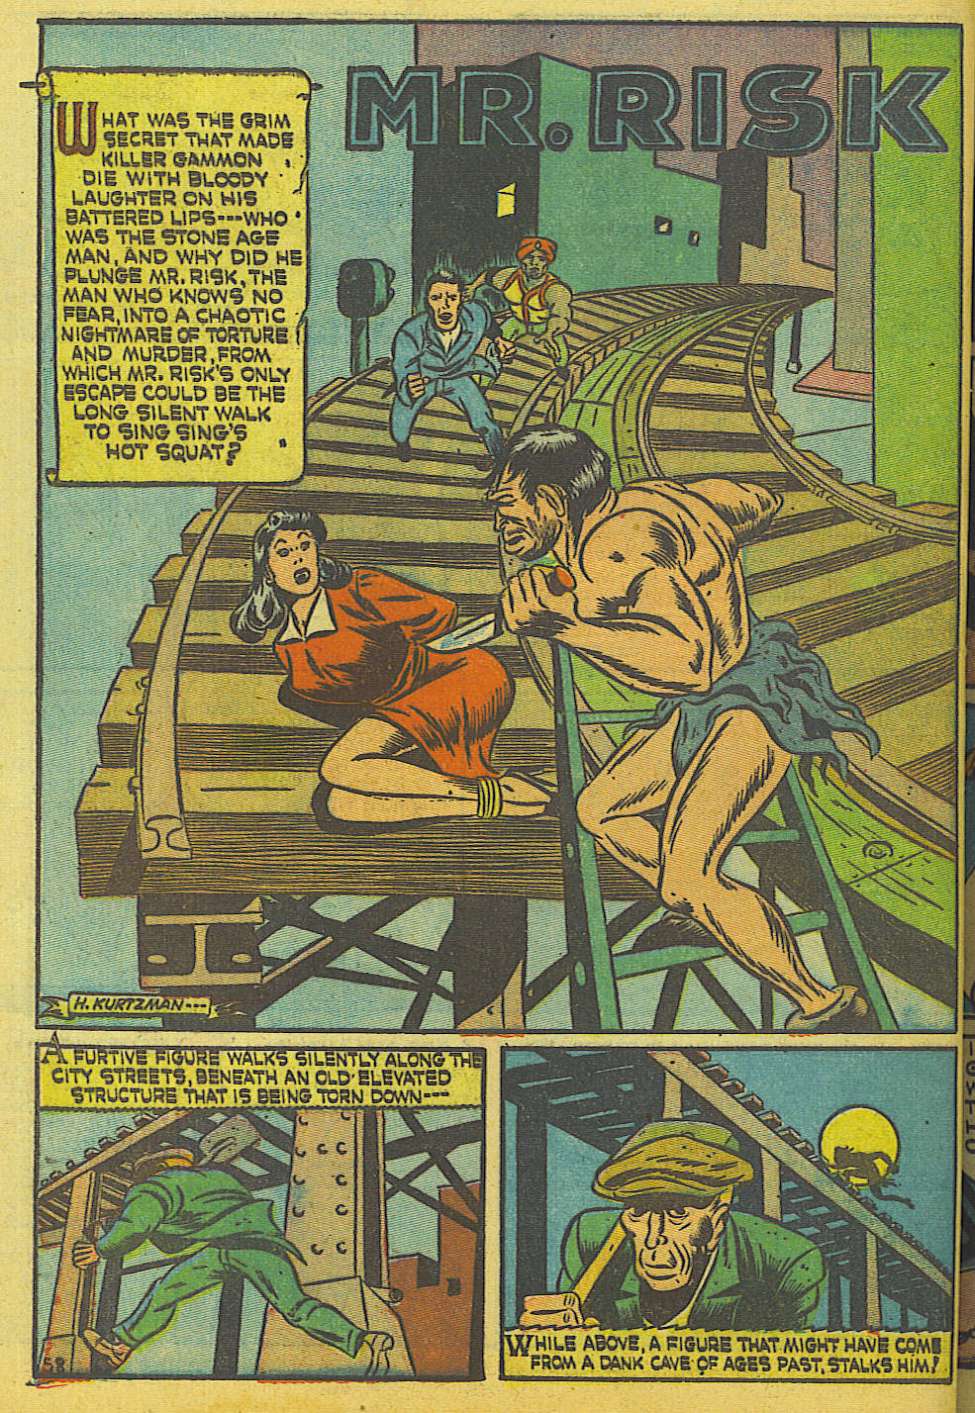 MR. RISK
WHAT WAS THE GRIM
SECRET THAT MADE
KILLER GAMMON
DIE WITH BLOODY
LAUGHTER ON HIS
BATTERED LIPS---WHO
WAS THE STONE AGE
MAN, AND WHY DID HE
PLUNGE MR. RISK, THE
MAN WHO KNOWS NO
FEAR, INTO A CHAOTIC
NIGHTMARE OF TORTURE
AND MURDER, FROM
WHICH MR. RISK'S ONLY
ESCAPE COULD BE THE
LONG SILENT WALK
TO SING SING'S
HOT SQUAT?
H. KURTZMAN---
A FURTIVE FIGURE WALKS SILENTLY ALONG THE
CITY STREETS, BENEATH AN OLD ELEVATED
STRUCTURE THAT IS BEING TORN DOWN---
58
WHILE ABOVE, A FIGURE THAT MIGHT HAVE COME
FROM A DANK CAVE OF AGES PAST, STALKS HIM!